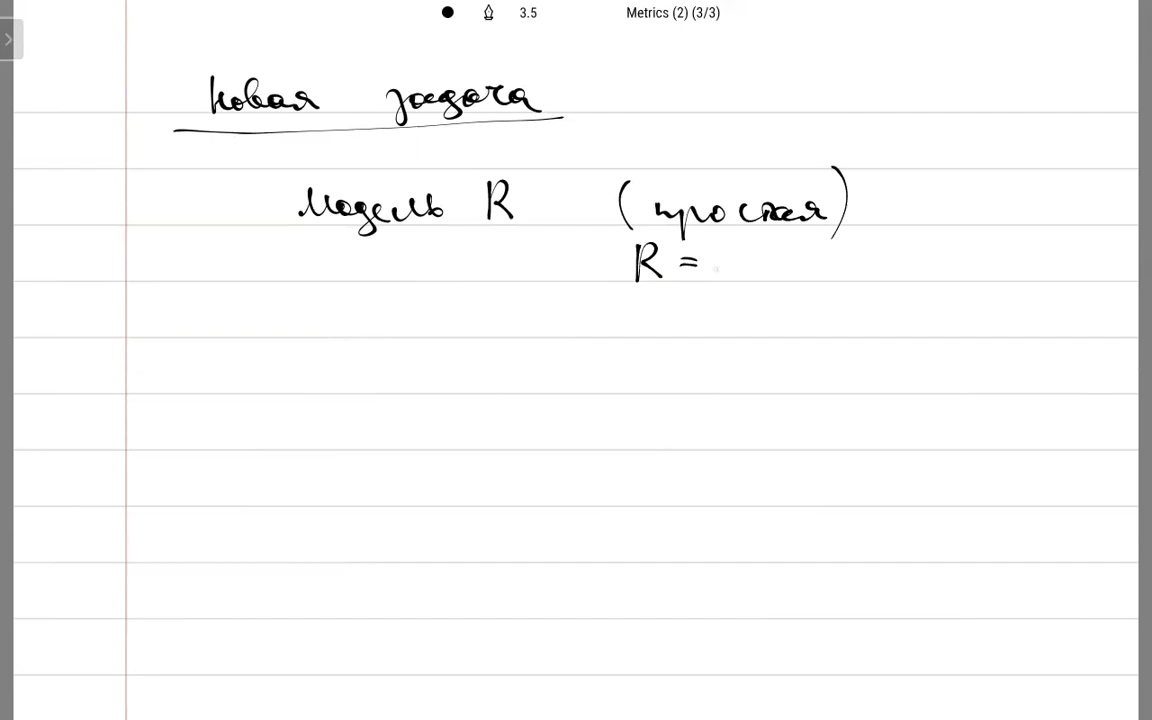 3.5 Metrics (2) (3/3)
Новая задача
Модель R (простая)
R =